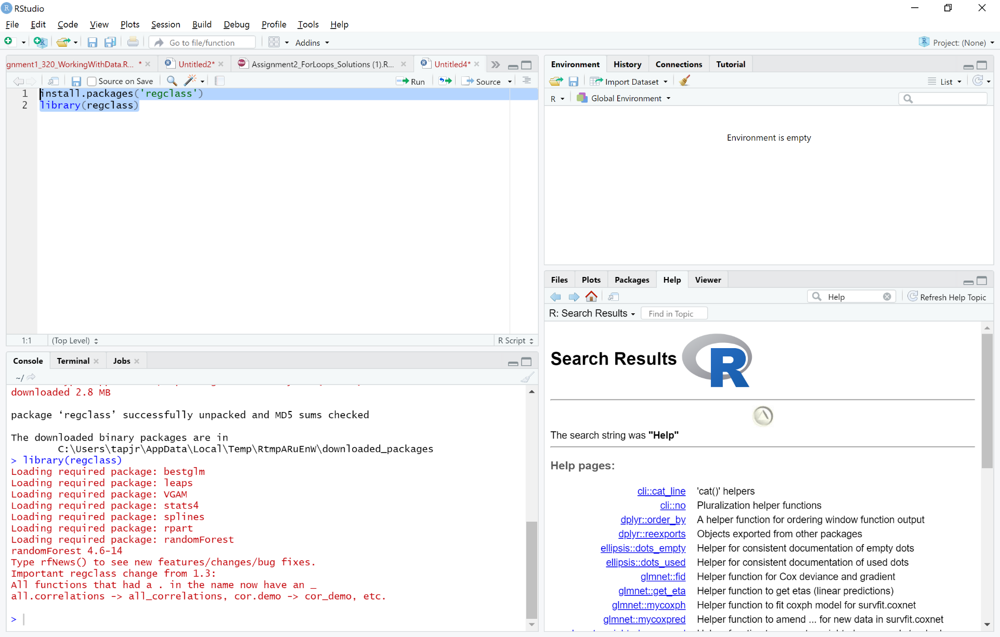 RStudio
File Edit Code View Plots Session Build Debug Profile Tools Help
Go to file/function Addins Project: (None)
gnment1_320_WorkingWithData.R... * Untitled2* Assignment2_ForLoops_Solutions (1).R... Untitled4*
Source on Save Run Source
1 install.packages('regclass')
2 library(regclass)
1:1 (Top Level) R Script
Console Terminal Jobs
~/
downloaded 2.8 MB
package ‘regclass’ successfully unpacked and MD5 sums checked
The downloaded binary packages are in
C:\Users\tapjr\AppData\Local\Temp\RtmpARuEnW\downloaded_packages
> library(regclass)
Loading required package: bestglm
Loading required package: leaps
Loading required package: VGAM
Loading required package: stats4
Loading required package: splines
Loading required package: rpart
Loading required package: randomForest
randomForest 4.6-14
Type rfNews() to see new features/changes/bug fixes.
Important regclass change from 1.3:
All functions that had a . in the name now have an _
all.correlations -> all_correlations, cor.demo -> cor_demo, etc.
>
Environment History Connections Tutorial
Import Dataset List
R Global Environment
Environment is empty
Files Plots Packages Help Viewer
Help Refresh Help Topic
R: Search Results Find in Topic
Search Results R
The search string was "Help"
Help pages:
cli::cat_line 'cat()' helpers
cli::no Pluralization helper functions
dplyr::order_by A helper function for ordering window function output
dplyr::reexports Objects exported from other packages
ellipsis::dots_empty Helper for consistent documentation of empty dots
ellipsis::dots_used Helper for consistent documentation of used dots
glmnet::fid Helper function for Cox deviance and gradient
glmnet::get_eta Helper function to get etas (linear predictions)
glmnet::mycoxph Helper function to fit coxph model for survfit.coxnet
glmnet::mycoxpred Helper function to amend ... for new data in survfit.coxnet